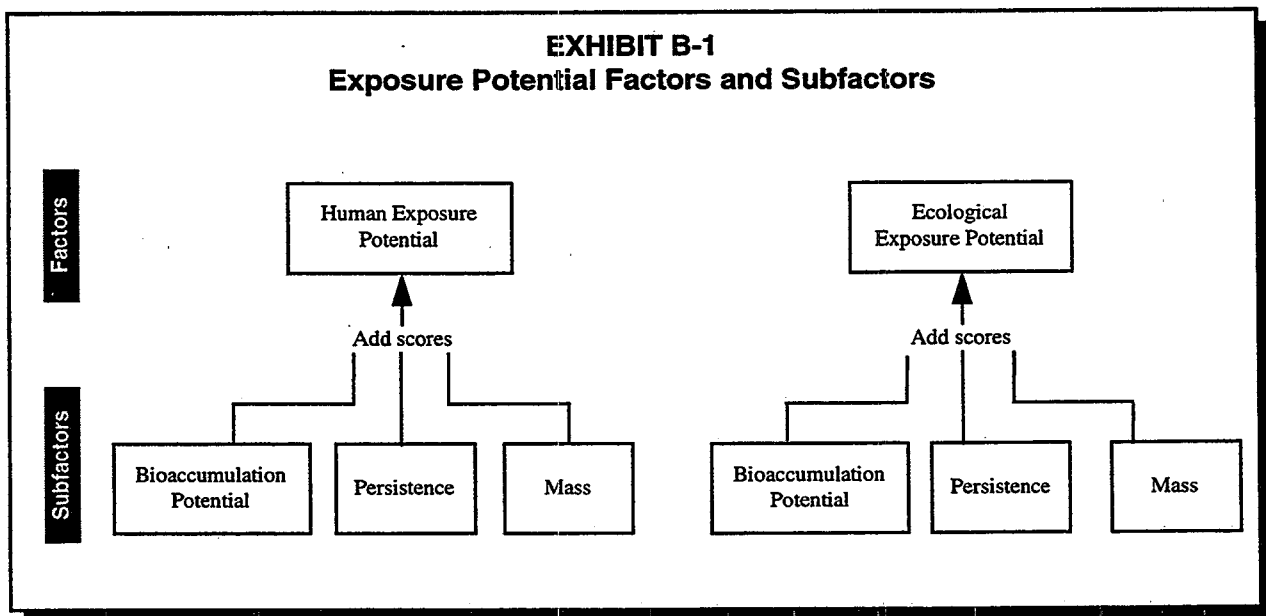 EXHIBIT B-1
Exposure Potential Factors and Subfactors
Factors
Human Exposure
Potential
Ecological
Exposure Potential
Add scores
Add scores
Subfactors
Bioaccumulation
Potential
Persistence
Mass
Bioaccumulation
Potential
Persistence
Mass